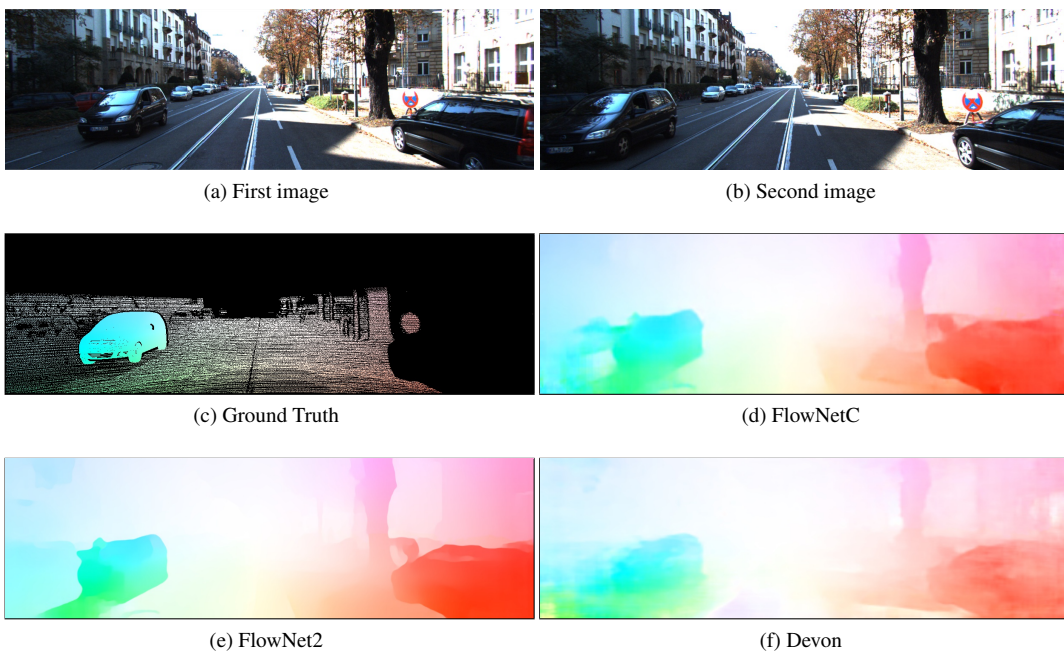 (a) First image
(b) Second image
(c) Ground Truth
(d) FlowNetC
(e) FlowNet2
(f) Devon